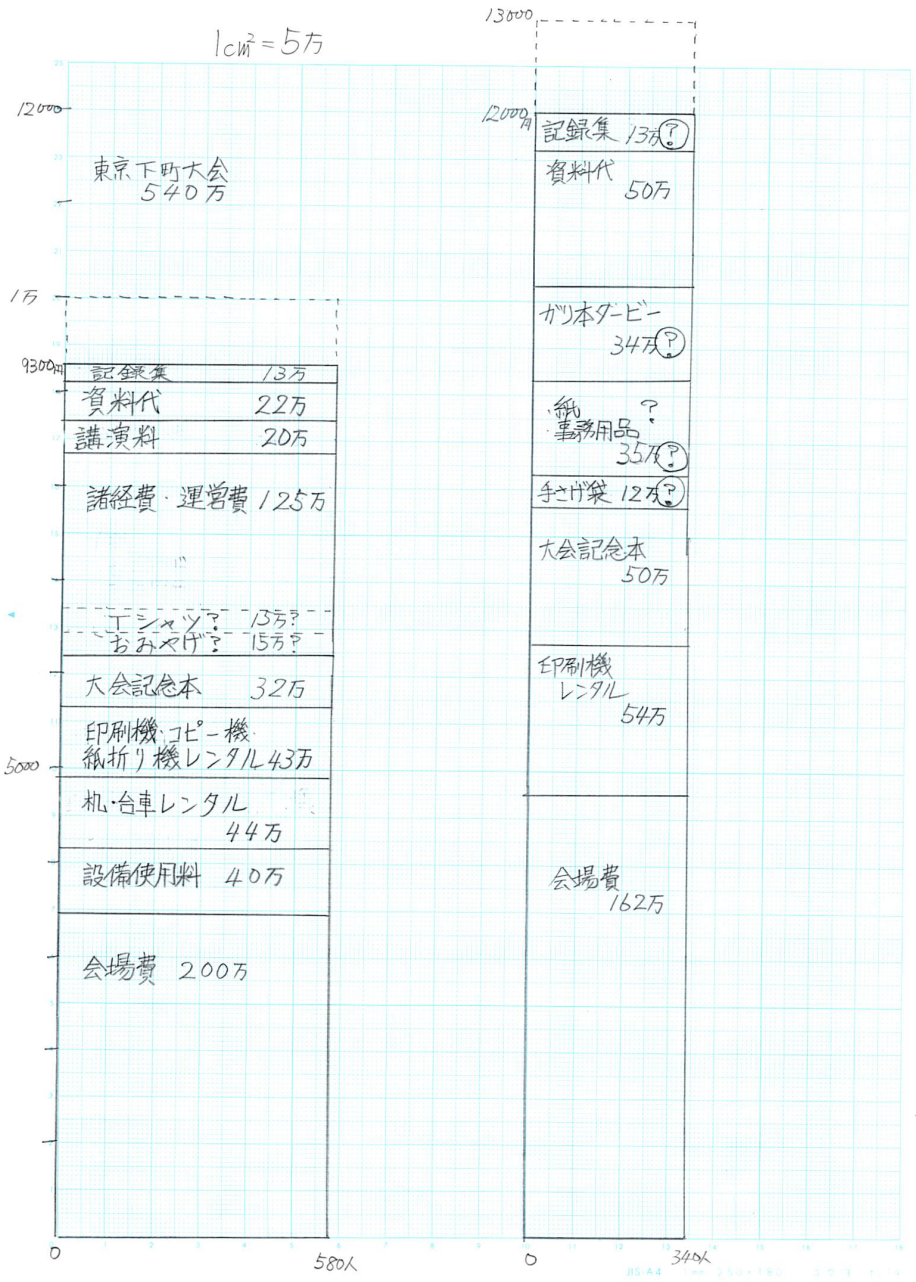 1cm²=5万
12000
東京下町大会
540万
1万
9300円
記録集 13万
資料代 22万
講演料 20万
諸経費・運営費 125万
Tシャツ? 15万?
おみやげ? 15万?
大会記念本 32万
印刷機・コピー機・
紙折り機レンタル 43万
5000
机・台車レンタル
44万
設備使用料 40万
会場費 200万
0
580人
13000
12000円
記録集 13万?
資料代
50万
ガリ本ダービー
34万?
・紙 ?
・事務用品
35万?
手さげ袋 12万?
大会記念本
50万
印刷機
レンタル
54万
会場費
162万
0
340人